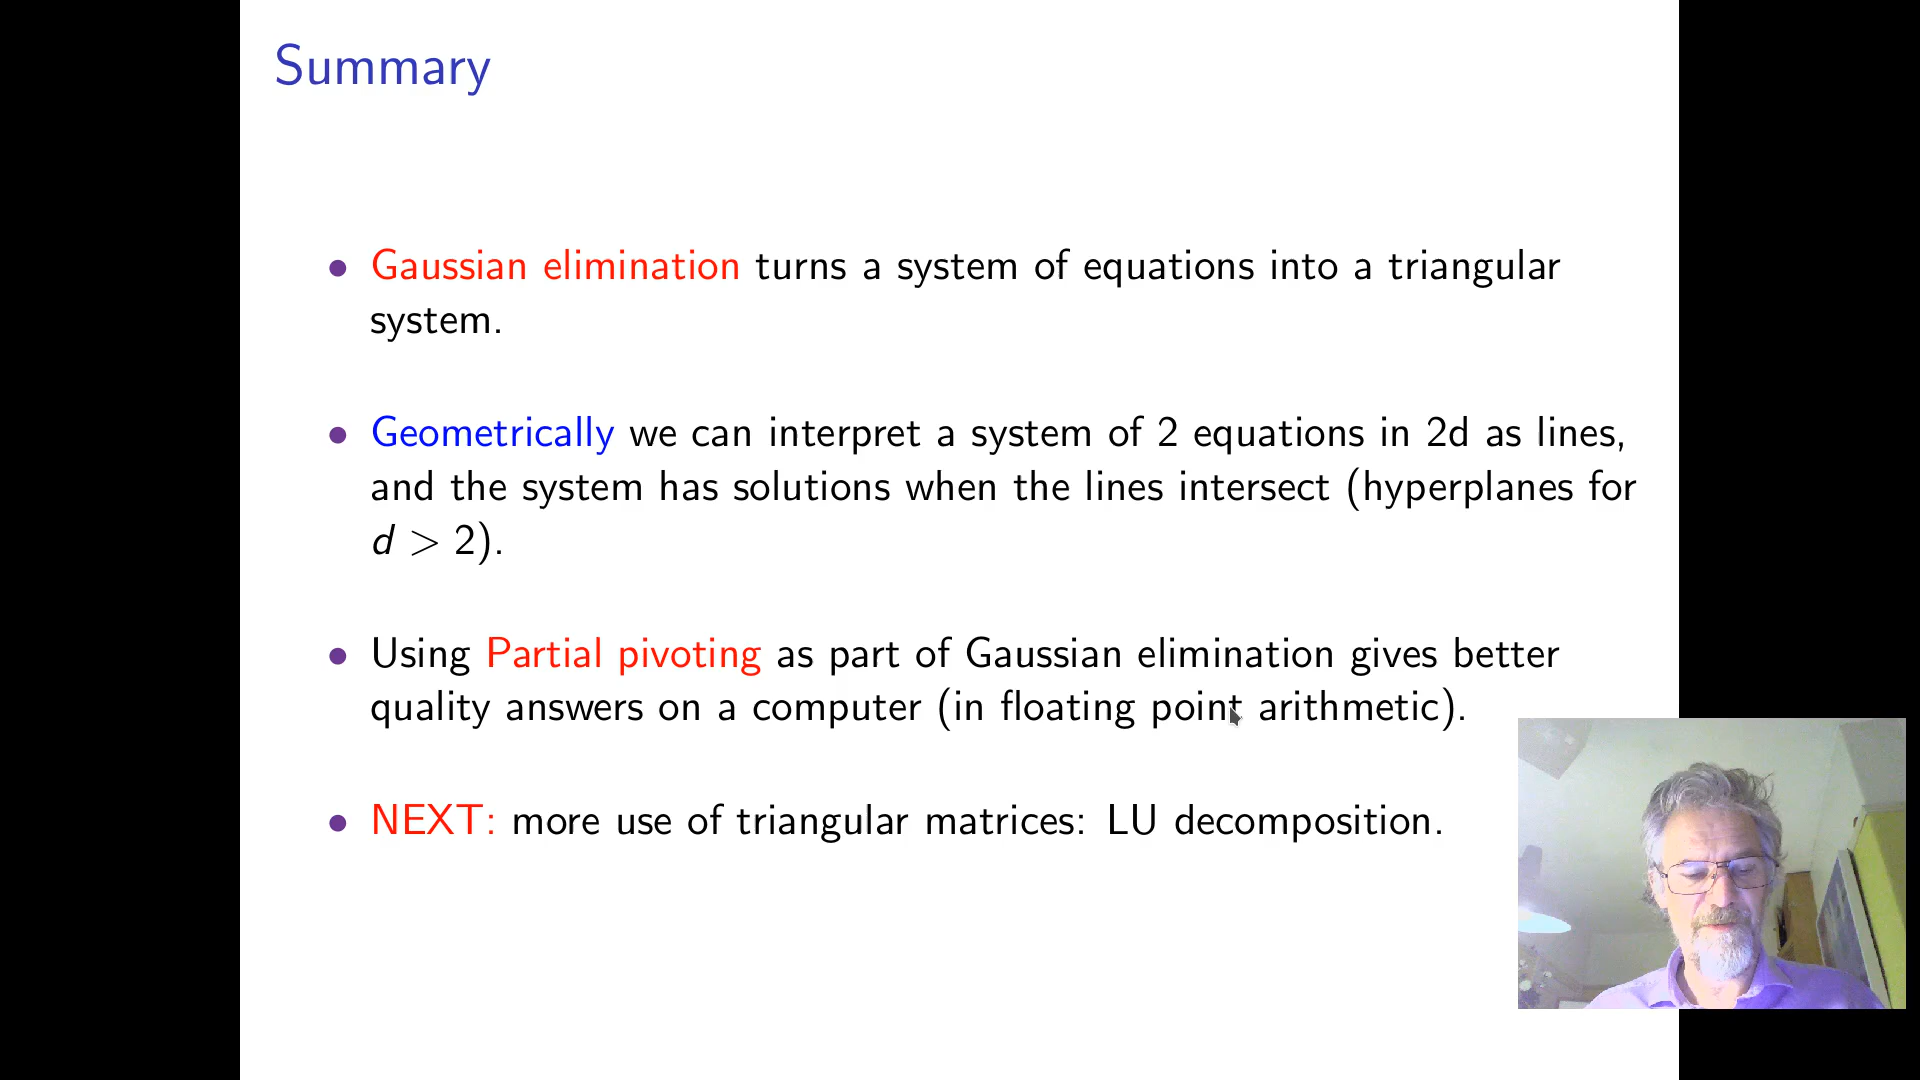 Summary
• Gaussian elimination turns a system of equations into a triangular
system.
• Geometrically we can interpret a system of 2 equations in 2d as lines,
and the system has solutions when the lines intersect (hyperplanes for
d > 2).
• Using Partial pivoting as part of Gaussian elimination gives better
quality answers on a computer (in floating point arithmetic).
• NEXT: more use of triangular matrices: LU decomposition.